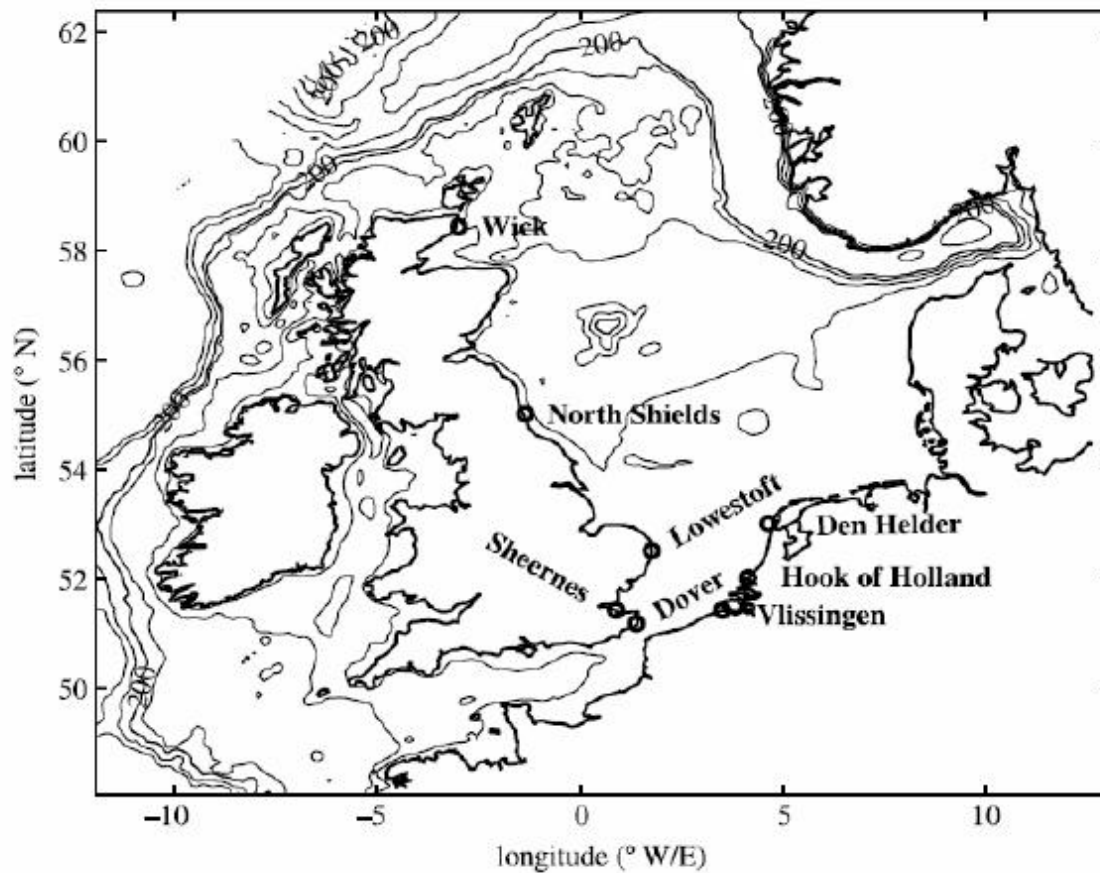 62
60
58
56
54
52
50
latitude (° N)
200
200
200
200
200
200
Wick
North Shields
Lowestoft
Den Helder
Sheernes
Dover
Hook of Holland
Vlissingen
–10
–5
0
5
10
longitude (° W/E)